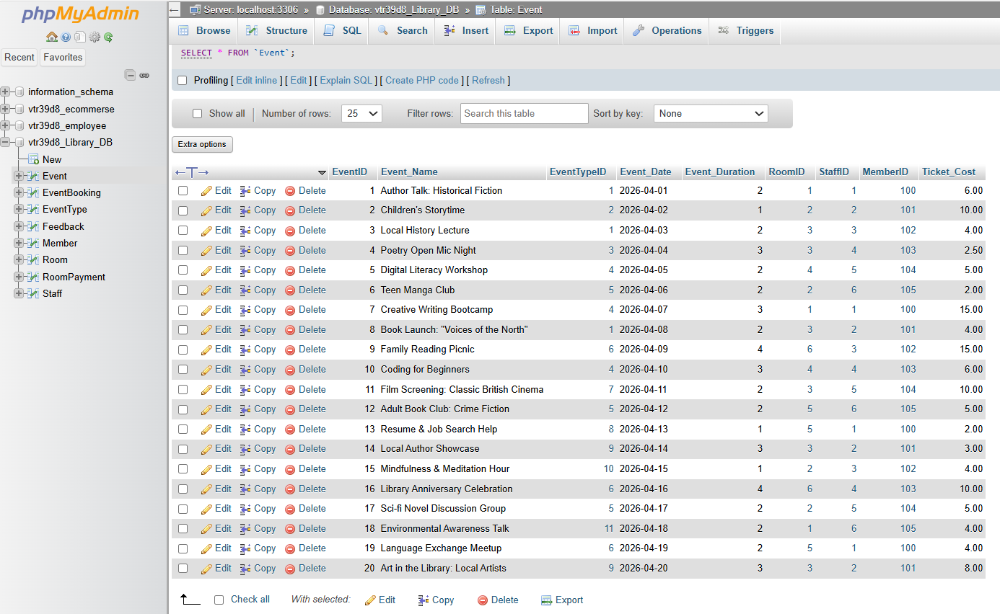 phpMyAdmin
Recent Favorites
information_schema
vtr39d8_ecommerse
vtr39d8_employee
vtr39d8_Library_DB
New
Event
EventBooking
EventType
Feedback
Member
Room
RoomPayment
Staff
Server: localhost:3306 » Database: vtr39d8_Library_DB » Table: Event
Browse Structure SQL Search Insert Export Import Operations Triggers
SELECT * FROM `Event`;
Profiling [ Edit inline ] [ Edit ] [ Explain SQL ] [ Create PHP code ] [ Refresh ]
Show all Number of rows: 25 Filter rows: Search this table Sort by key: None
Extra options
←T→ EventID Event_Name EventTypeID Event_Date Event_Duration RoomID StaffID MemberID Ticket_Cost
Edit Copy Delete 1 Author Talk: Historical Fiction 1 2026-04-01 2 1 1 100 6.00
Edit Copy Delete 2 Children's Storytime 2 2026-04-02 1 2 2 101 10.00
Edit Copy Delete 3 Local History Lecture 1 2026-04-03 2 3 3 102 4.00
Edit Copy Delete 4 Poetry Open Mic Night 3 2026-04-04 3 3 4 103 2.50
Edit Copy Delete 5 Digital Literacy Workshop 4 2026-04-05 2 4 5 104 5.00
Edit Copy Delete 6 Teen Manga Club 5 2026-04-06 2 2 6 105 2.00
Edit Copy Delete 7 Creative Writing Bootcamp 4 2026-04-07 3 1 1 100 15.00
Edit Copy Delete 8 Book Launch: "Voices of the North" 1 2026-04-08 2 3 2 101 4.00
Edit Copy Delete 9 Family Reading Picnic 6 2026-04-09 4 6 3 102 15.00
Edit Copy Delete 10 Coding for Beginners 4 2026-04-10 3 4 4 103 6.00
Edit Copy Delete 11 Film Screening: Classic British Cinema 7 2026-04-11 2 3 5 104 10.00
Edit Copy Delete 12 Adult Book Club: Crime Fiction 5 2026-04-12 2 5 6 105 5.00
Edit Copy Delete 13 Resume & Job Search Help 8 2026-04-13 1 5 1 100 2.00
Edit Copy Delete 14 Local Author Showcase 9 2026-04-14 3 3 2 101 3.00
Edit Copy Delete 15 Mindfulness & Meditation Hour 10 2026-04-15 1 2 3 102 4.00
Edit Copy Delete 16 Library Anniversary Celebration 6 2026-04-16 4 6 4 103 10.00
Edit Copy Delete 17 Sci-fi Novel Discussion Group 5 2026-04-17 2 2 5 104 5.00
Edit Copy Delete 18 Environmental Awareness Talk 11 2026-04-18 2 1 6 105 4.00
Edit Copy Delete 19 Language Exchange Meetup 6 2026-04-19 2 5 1 100 4.00
Edit Copy Delete 20 Art in the Library: Local Artists 9 2026-04-20 3 3 2 101 8.00
Check all With selected: Edit Copy Delete Export